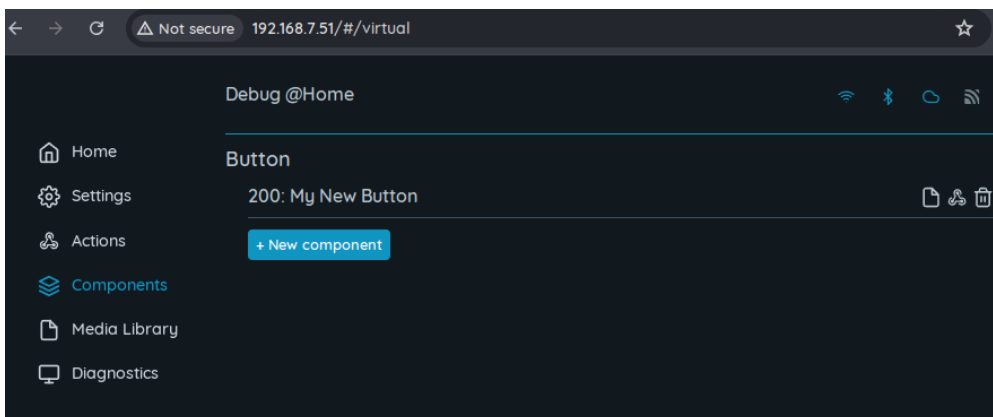 Not secure 192.168.7.51/#/virtual
Debug @Home
Home
Settings
Actions
Components
Media Library
Diagnostics
Button
200: My New Button
+ New component